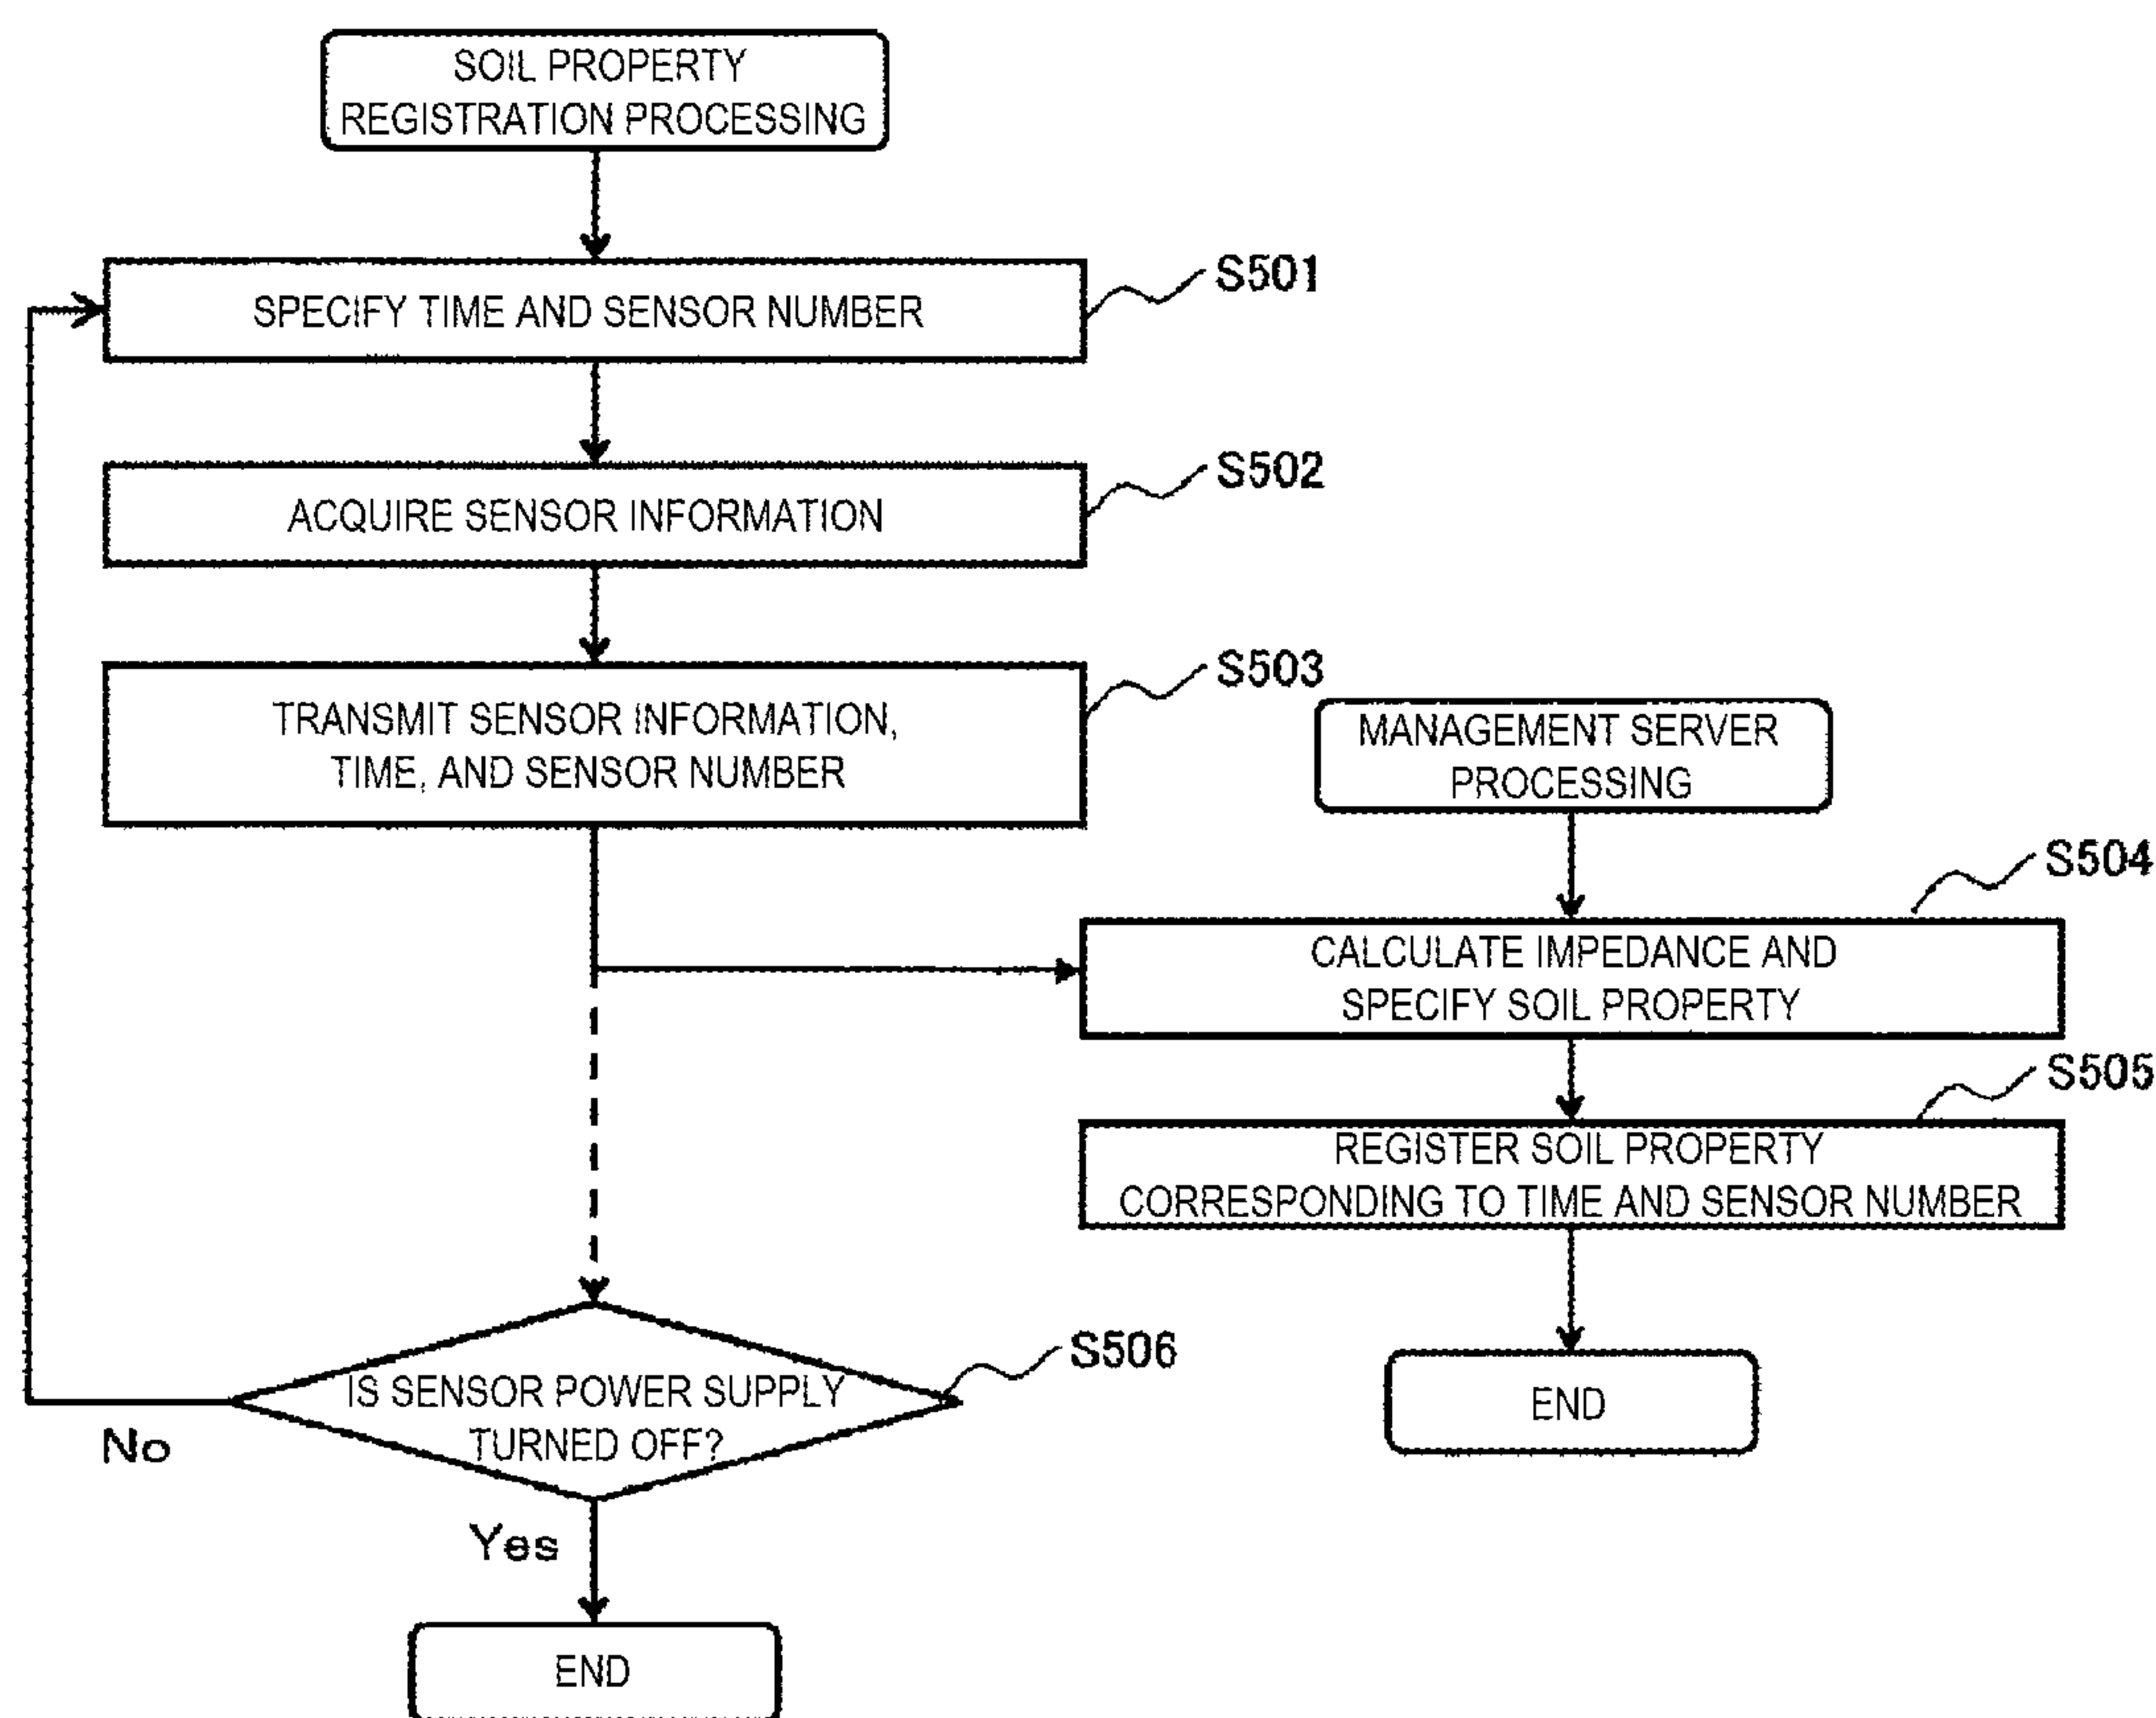 SOIL PROPERTY
REGISTRATION PROCESSING
SPECIFY TIME AND SENSOR NUMBER
S501
ACQUIRE SENSOR INFORMATION
S502
TRANSMIT SENSOR INFORMATION,
TIME, AND SENSOR NUMBER
S503
MANAGEMENT SERVER
PROCESSING
S504
CALCULATE IMPEDANCE AND
SPECIFY SOIL PROPERTY
S505
REGISTER SOIL PROPERTY
CORRESPONDING TO TIME AND SENSOR NUMBER
END
S506
IS SENSOR POWER SUPPLY
TURNED OFF?
No
Yes
END